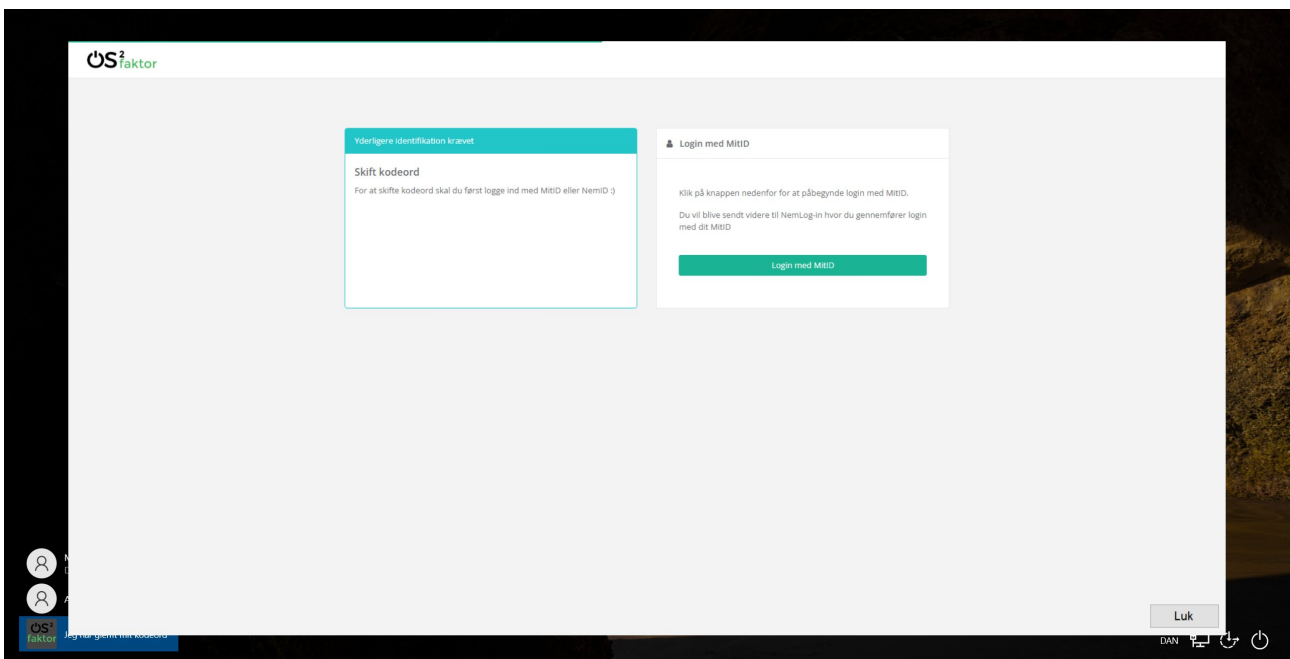 OS2
faktor
Yderligere identifikation krævet
Skift kodeord
For at skifte kodeord skal du først logge ind med MitID eller NemID :)
Login med MitID
Klik på knappen nedenfor for at påbegynde login med MitID.
Du vil blive sendt videre til NemLog-in hvor du gennemfører login
med dit MitID
Login med MitID
Luk
OS2
faktor
Jeg har glemt mit kodeord
DAN